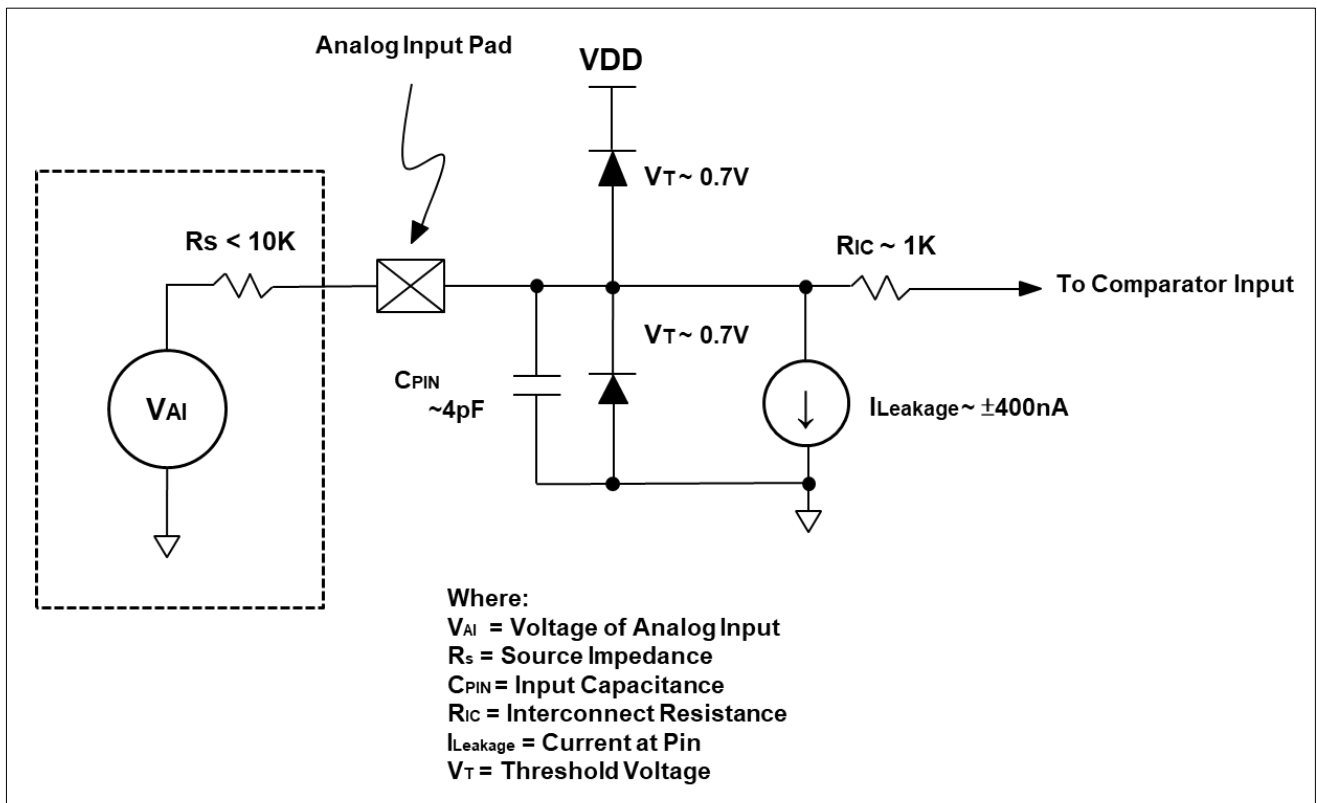 Analog Input Pad
VDD
VT ~ 0.7V
Rs < 10K
RIC ~ 1K
To Comparator Input
VT ~ 0.7V
CPIN
~4pF
VAI
↓
ILeakage ~ ±400nA
Where:
VAI = Voltage of Analog Input
Rs = Source Impedance
CPIN = Input Capacitance
RIC = Interconnect Resistance
ILeakage = Current at Pin
VT = Threshold Voltage